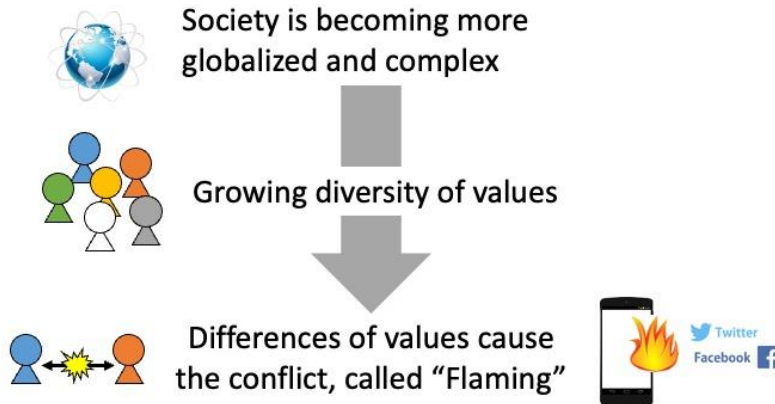 Society is becoming more
globalized and complex
Growing diversity of values
Differences of values cause
the conflict, called “Flaming”
Twitter
Facebook